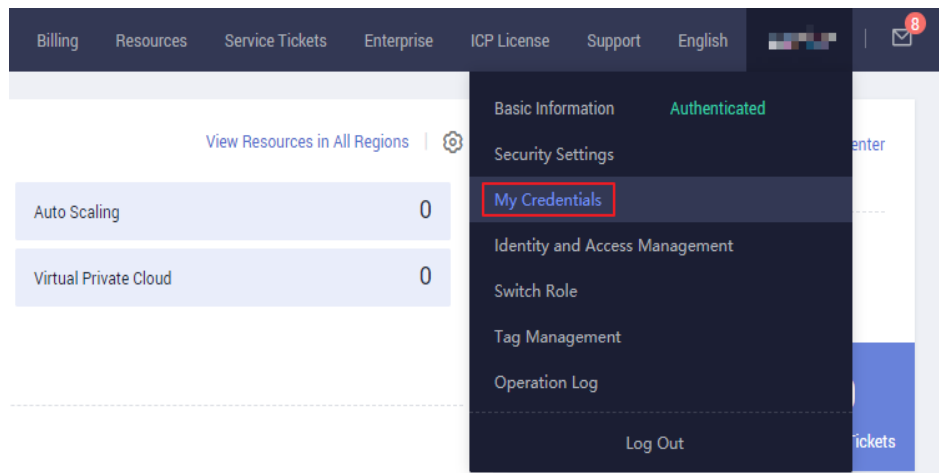 Billing Resources Service Tickets Enterprise ICP License Support English 8
Basic Information Authenticated
View Resources in All Regions
Security Settings
enter
My Credentials
Auto Scaling 0
Identity and Access Management
Virtual Private Cloud 0
Switch Role
Tag Management
Operation Log
Log Out
ickets